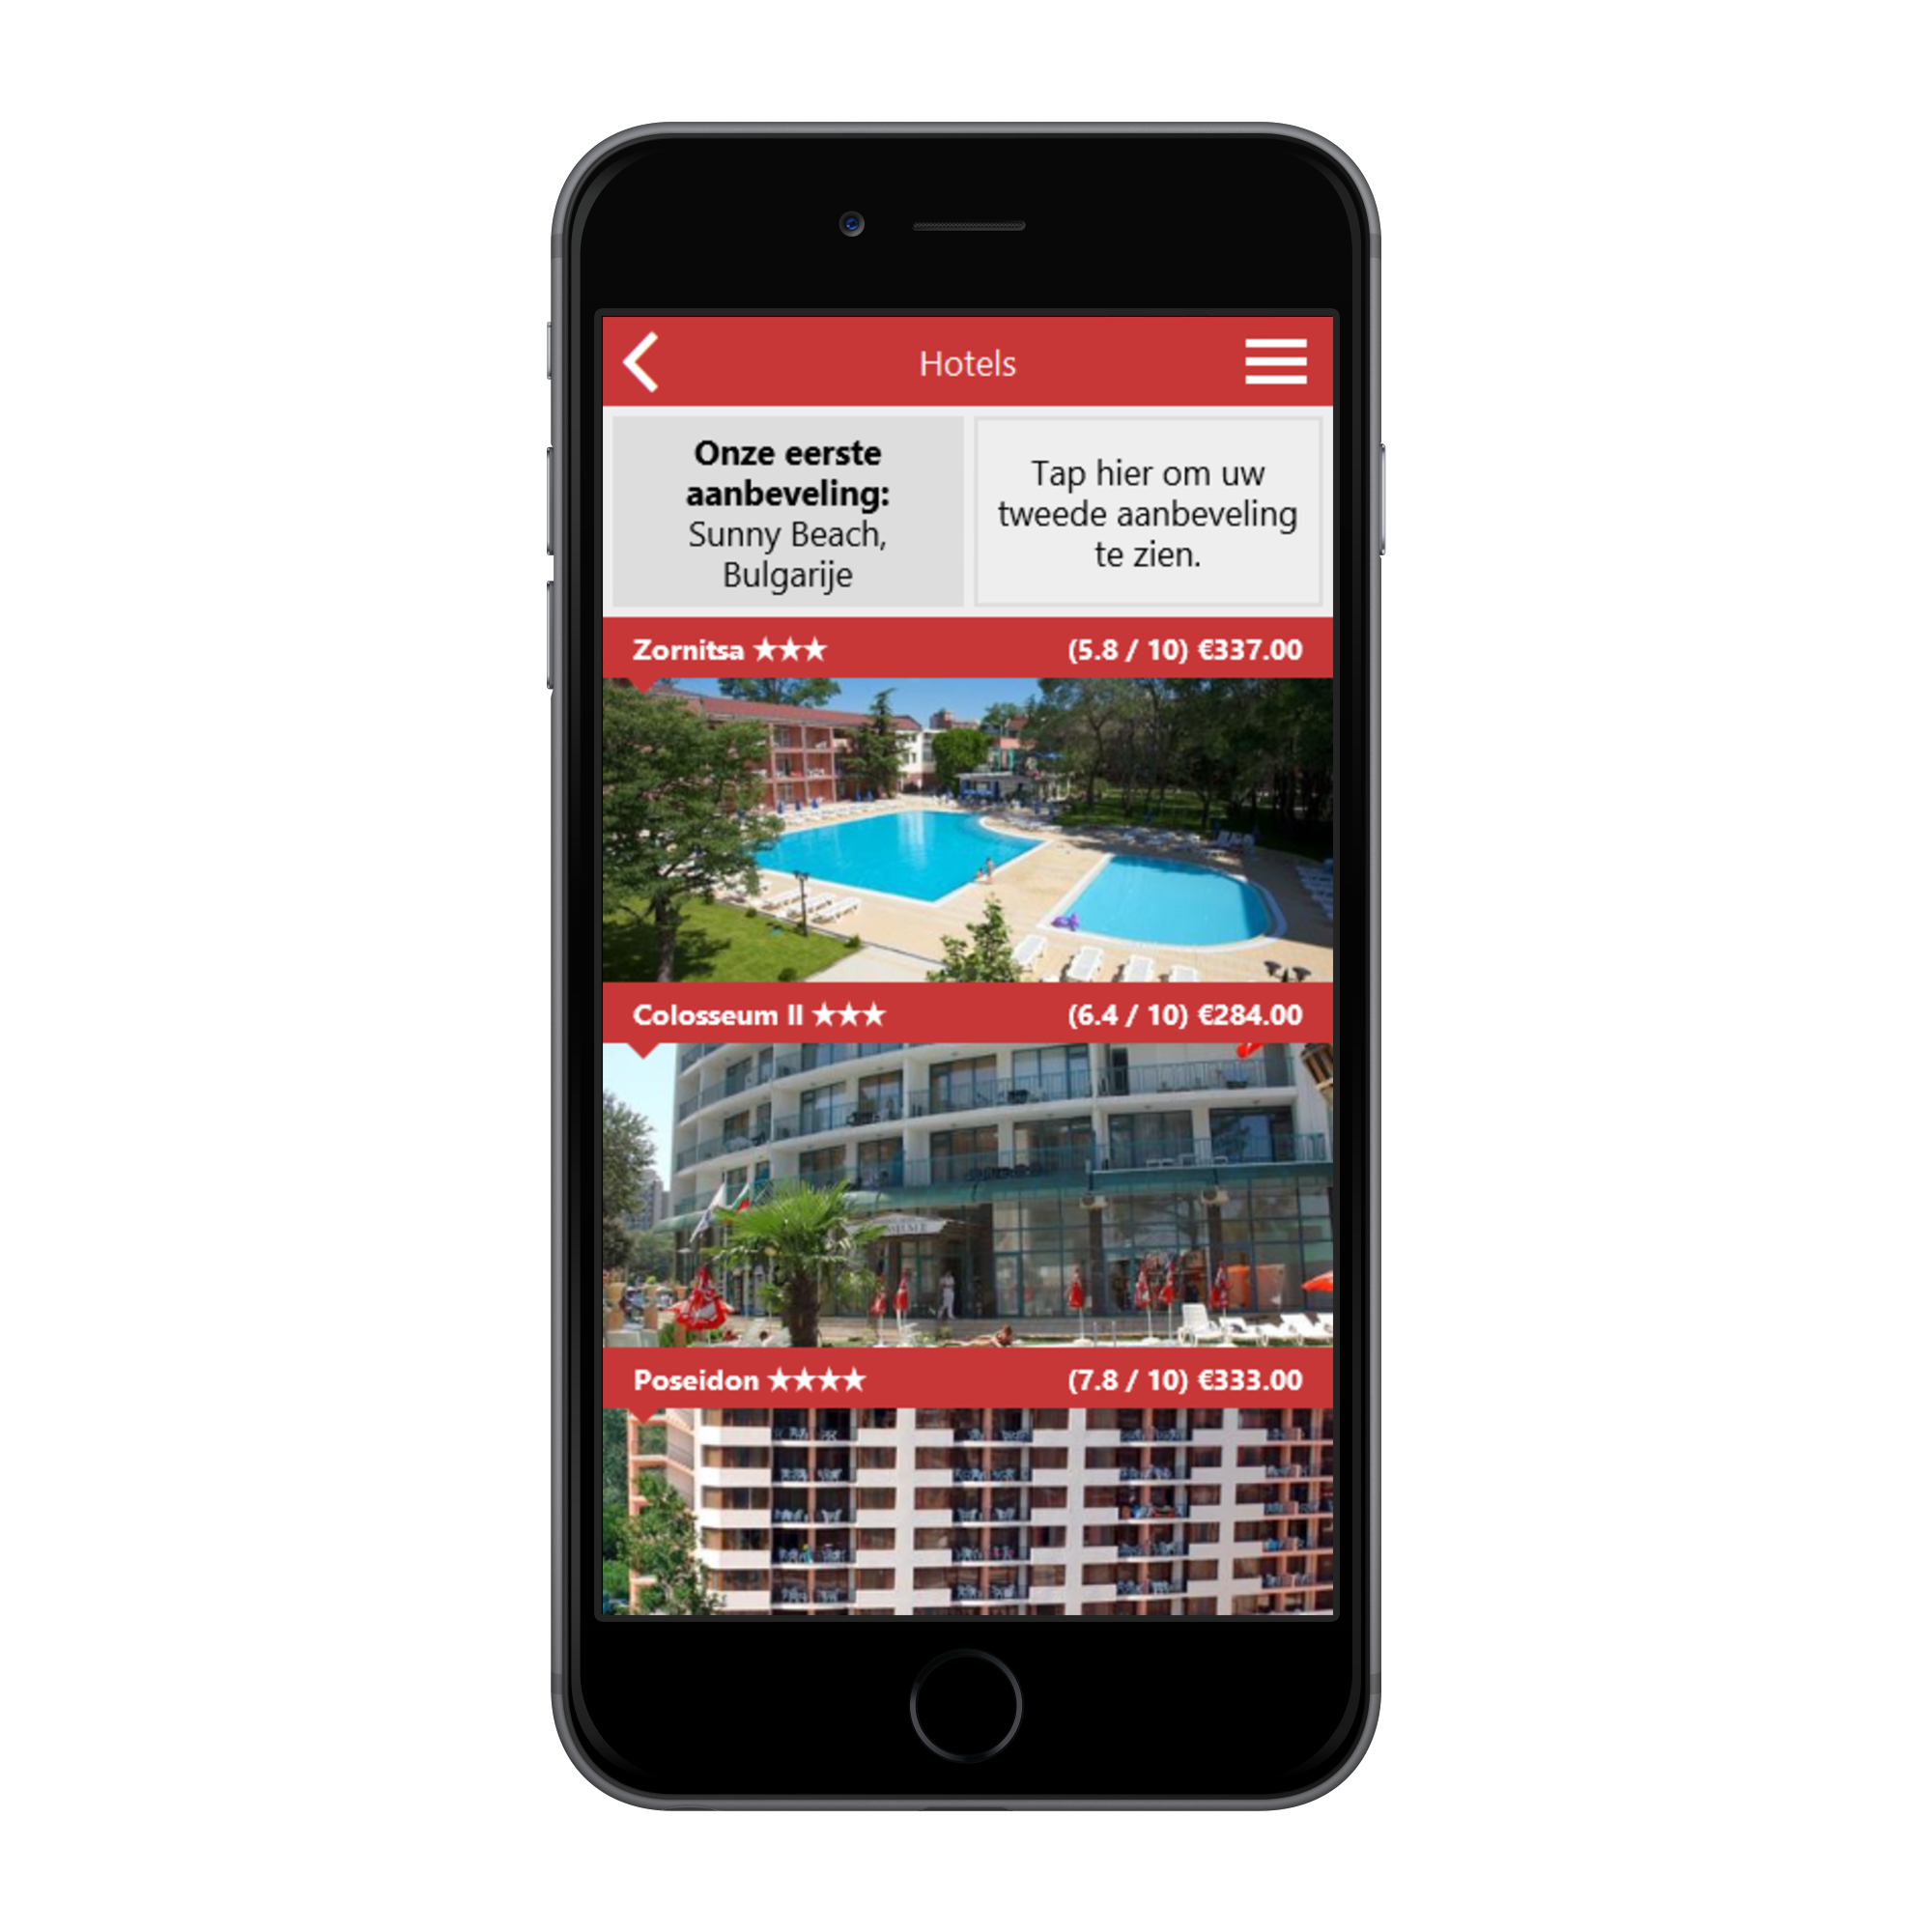 Hotels
Onze eerste
aanbeveling:
Sunny Beach,
Bulgarije
Tap hier om uw
tweede aanbeveling
te zien.
Zornitsa ★★★ (5.8 / 10) €337.00
Colosseum II ★★★ (6.4 / 10) €284.00
Poseidon ★★★★ (7.8 / 10) €333.00